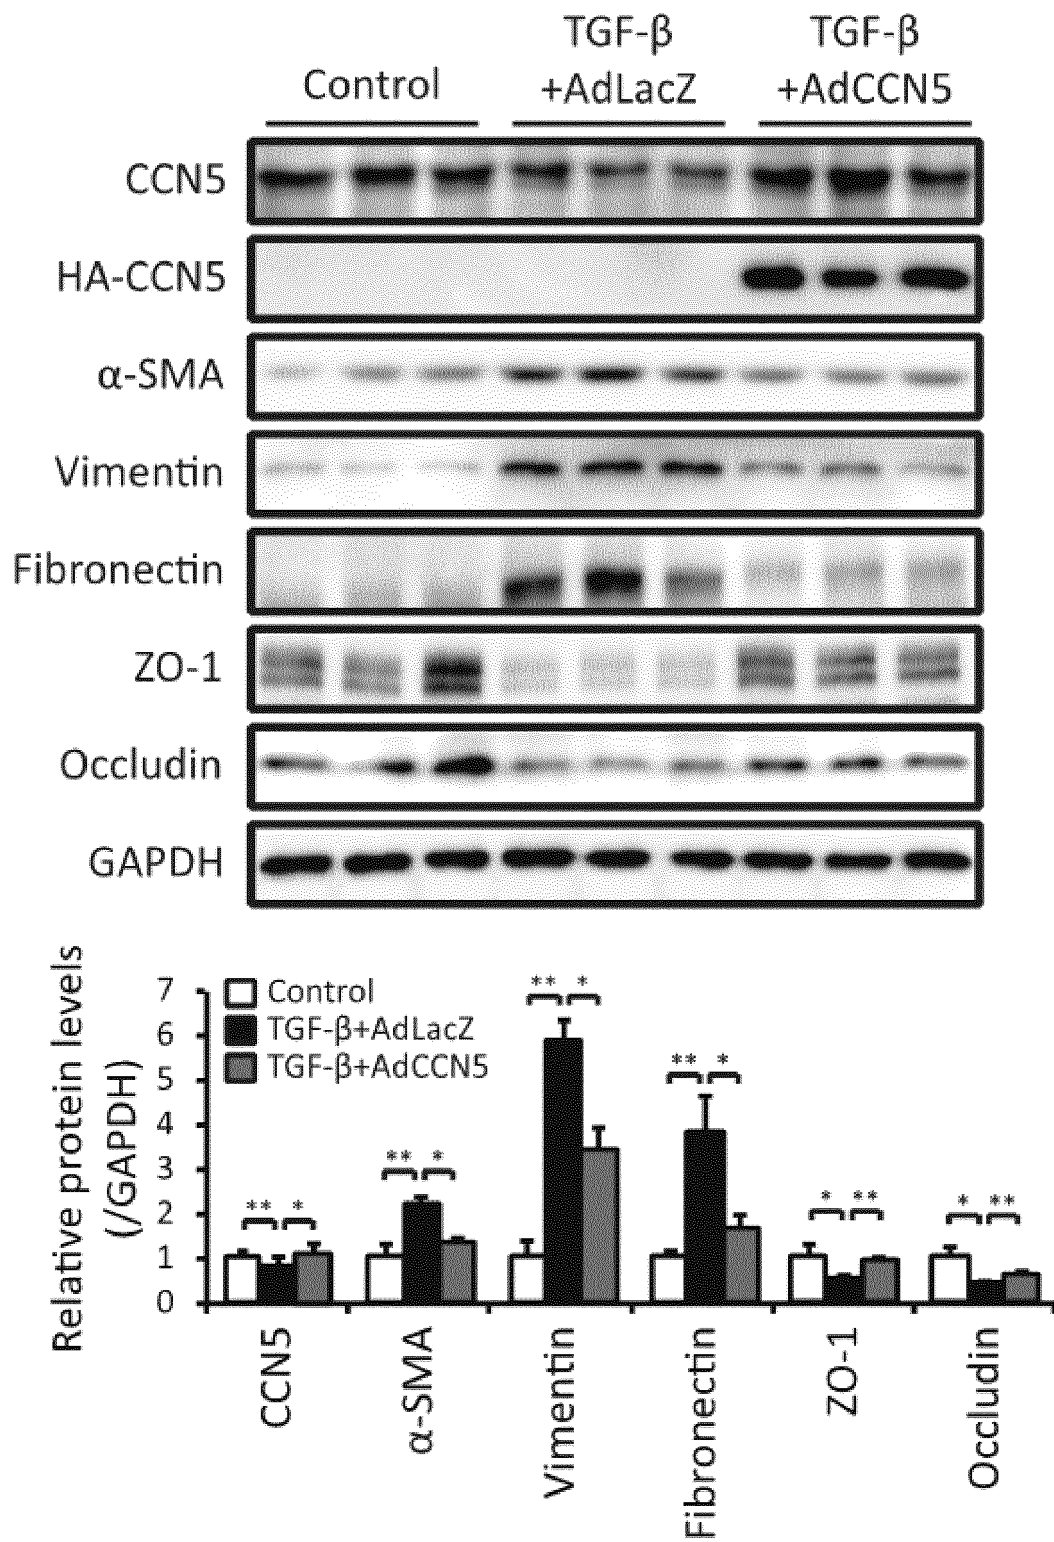 Control
TGF-β
+AdLacZ
TGF-β
+AdCCN5
CCN5
HA-CCN5
α-SMA
Vimentin
Fibronectin
ZO-1
Occludin
GAPDH
Relative protein levels
(/GAPDH)
7
6
5
4
3
2
1
0
Control
TGF-β+AdLacZ
TGF-β+AdCCN5
** *
** *
** *
** *
* **
* **
CCN5
α-SMA
Vimentin
Fibronectin
ZO-1
Occludin